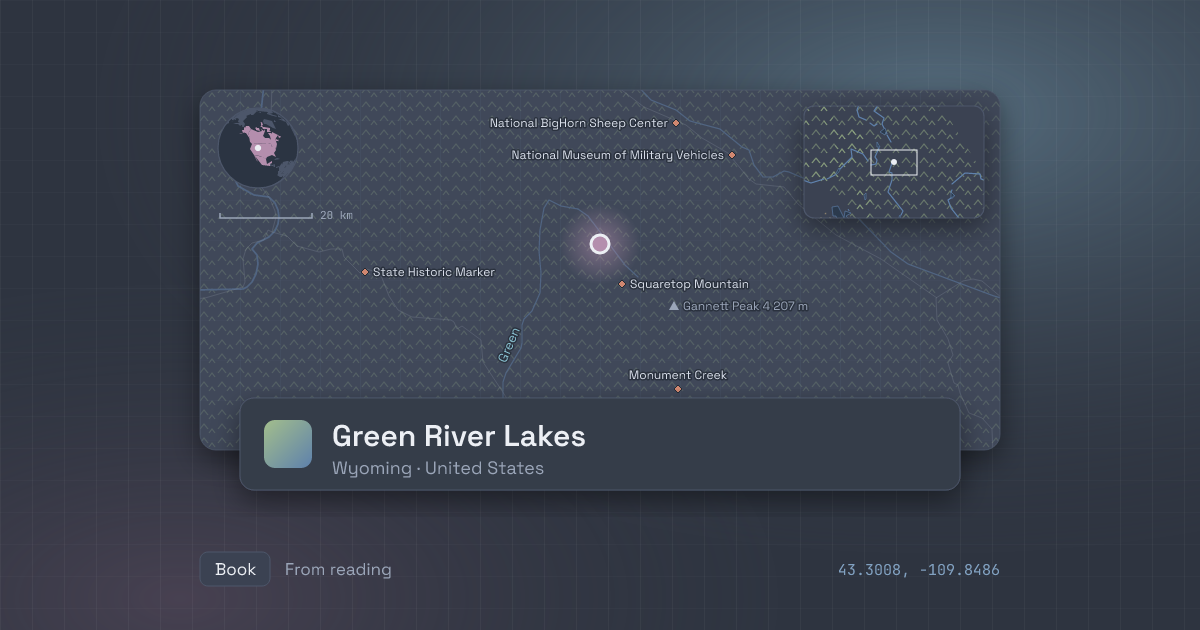 National BigHorn Sheep Center
National Museum of Military Vehicles
20 km
State Historic Marker
Squaretop Mountain
Gannett Peak 4 207 m
Green
Monument Creek
Green River Lakes
Wyoming · United States
Book
From reading
43.3008, -109.8486